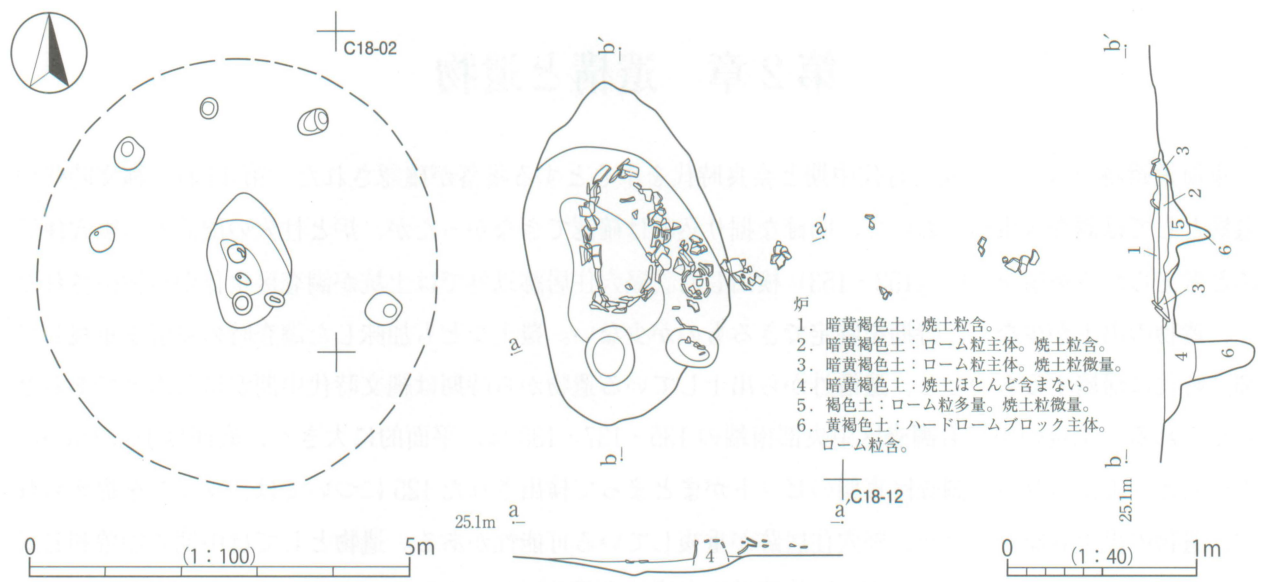 C18-02
b′
b′
3
2
a′
5
6
1
3
炉
1．暗黄褐色土：焼土粒含。
2．暗黄褐色土：ローム粒主体。焼土粒含。
3．暗黄褐色土：ローム粒主体。焼土粒微量。
4．暗黄褐色土：焼土ほとんど含まない。
5．褐色土：ローム粒多量。焼土粒微量。
6．黄褐色土：ハードロームブロック主体。
ローム粒含。
4
6
a
b
b
C18-12
25.1m
25.1m
a
a′
4
0
(1：100)
5m
0
(1：40)
1m